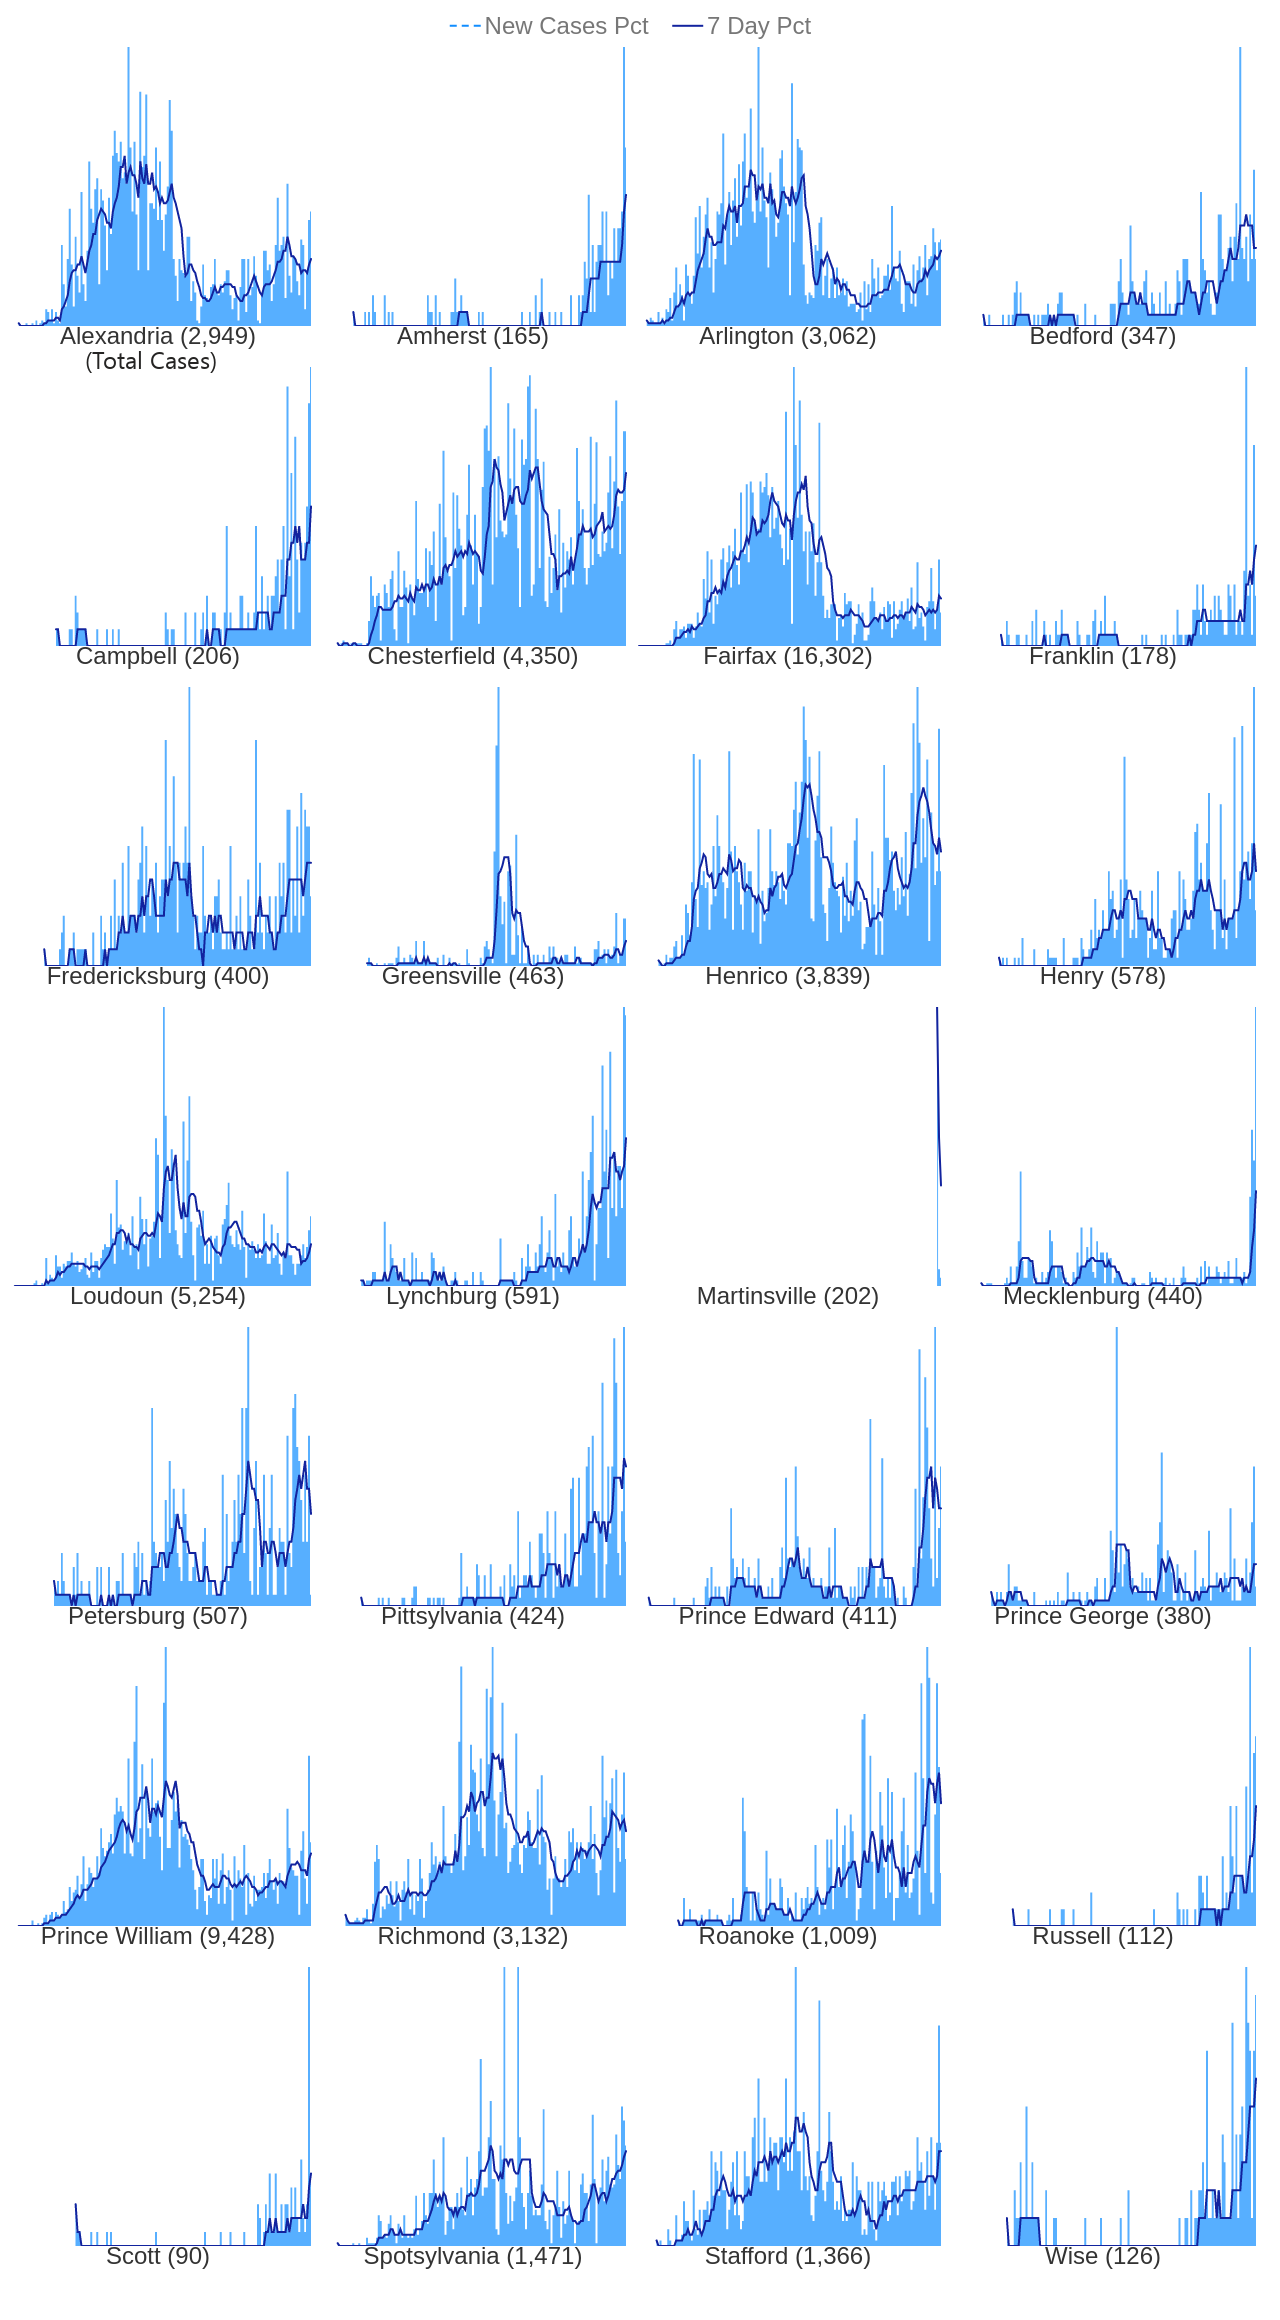 New Cases Pct 7 Day Pct
Alexandria (2,949) Amherst (165) Arlington (3,062) Bedford (347)
(Total Cases)
Campbell (206) Chesterfield (4,350) Fairfax (16,302) Franklin (178)
Fredericksburg (400) Greensville (463) Henrico (3,839) Henry (578)
Loudoun (5,254) Lynchburg (591) Martinsville (202) Mecklenburg (440)
Petersburg (507) Pittsylvania (424) Prince Edward (411) Prince George (380)
Prince William (9,428) Richmond (3,132) Roanoke (1,009) Russell (112)
Scott (90) Spotsylvania (1,471) Stafford (1,366) Wise (126)